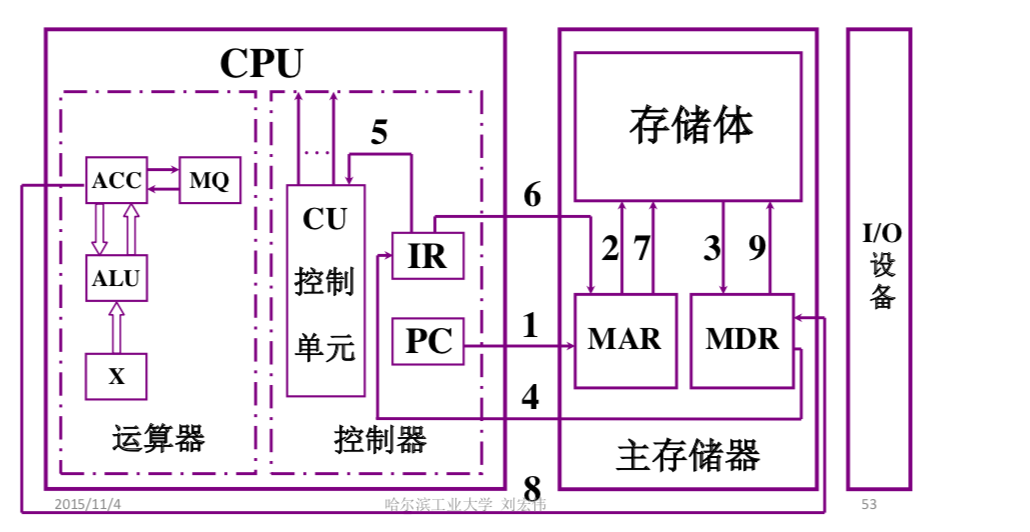 CPU
存储体
5
…
ACC
MQ
CU
控制
单元
6
IR
2
7
3
9
I/O
设
备
ALU
PC
1
MAR
MDR
X
4
运算器
控制器
主存储器
8
2015/11/4
哈尔滨工业大学 刘宏伟
53